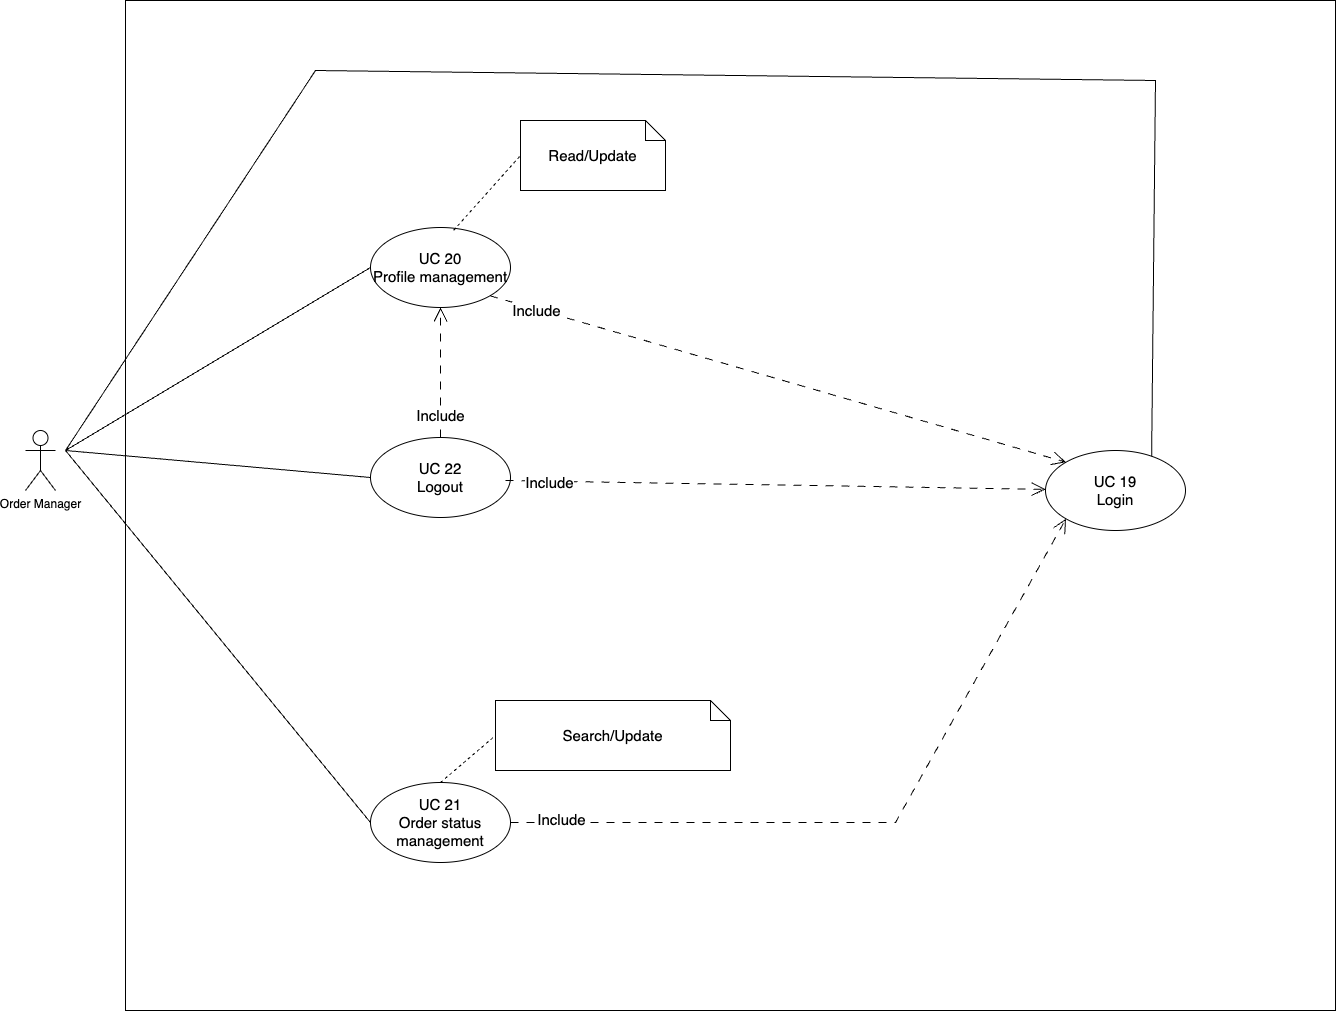 Read/Update
UC 20
Profile management
Include
Include
Order Manager
UC 22
Logout
Include
UC 19
Login
Search/Update
UC 21
Order status
management
Include